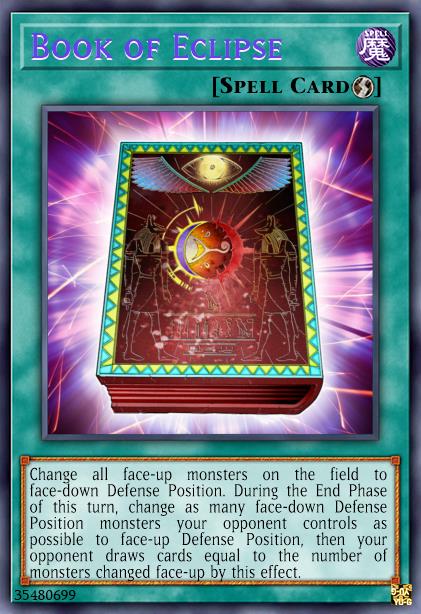 BOOK OF ECLIPSE
SPELL
魔
[SPELL CARD]
Change all face-up monsters on the field to
face-down Defense Position. During the End Phase
of this turn, change as many face-down Defense
Position monsters your opponent controls as
possible to face-up Defense Position, then your
opponent draws cards equal to the number of
monsters changed face-up by this effect.
35480699